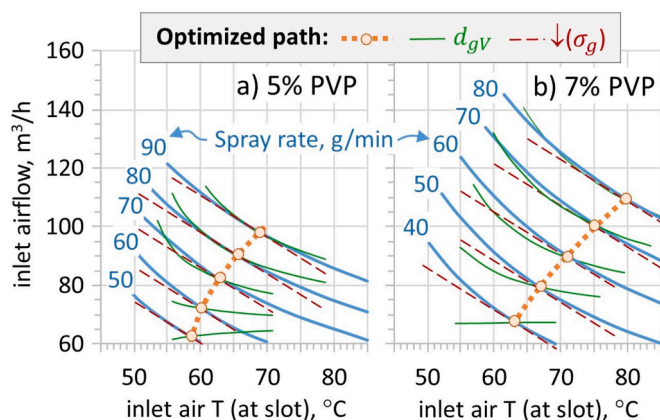 Optimized path: d_gV ↓(σ_g)
a) 5% PVP
b) 7% PVP
Spray rate, g/min
90
80
70
60
50
80
70
60
50
40
inlet airflow, m³/h
160
140
120
100
80
60
50 60 70 80
50 60 70 80
inlet air T (at slot), °C
inlet air T (at slot), °C